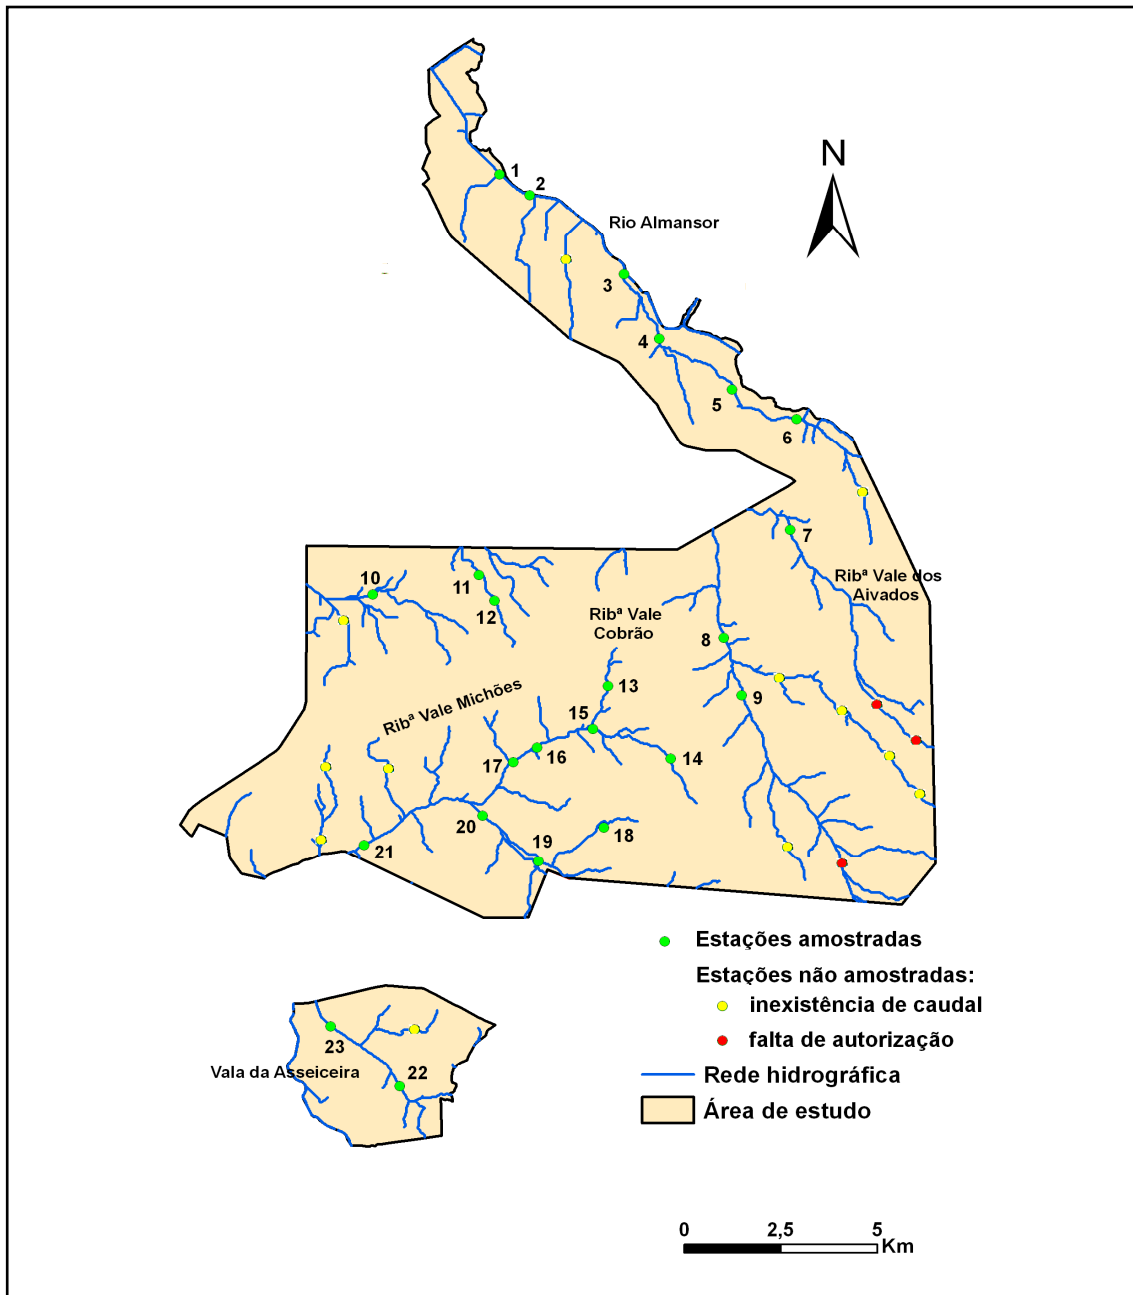 N
1
2
Rio Almansor
3
4
5
6
7
Ribª Vale dos
Aivados
10
11
12
Ribª Vale
Cobrão
8
9
13
Ribª Vale Michões
15
16
14
17
20
18
19
21
Estações amostradas
Estações não amostradas:
inexistência de caudal
falta de autorização
Rede hidrográfica
Área de estudo
23
Vala da Asseiceira
22
0
2,5
5
Km